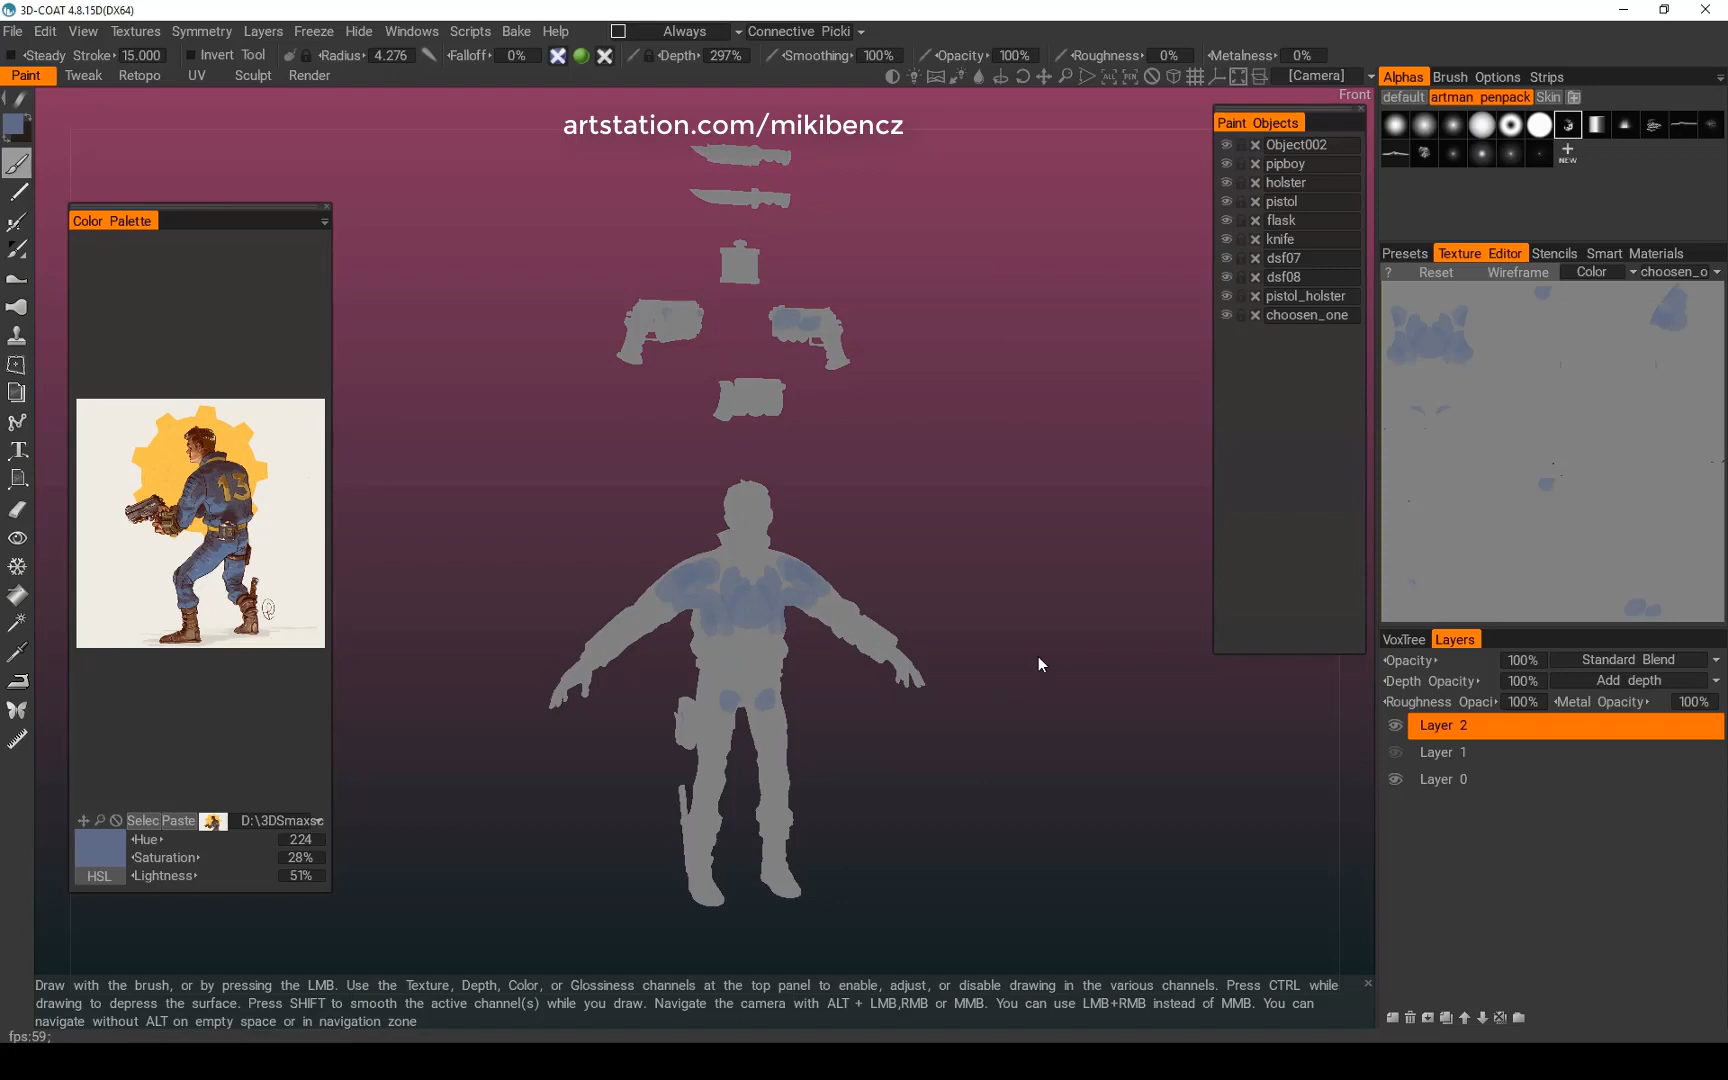 3D-COAT 4.8.15D(DX64)
File Edit View Textures Symmetry Layers Freeze Hide Windows Scripts Bake Help Always Connective Picki
Steady Stroke 15.000 Invert Tool Radius 4.276 Falloff 0% Depth 297% Smoothing 100% Opacity 100% Roughness 0% Metalness 0%
Paint Tweak Retopo UV Sculpt Render [Camera]
Front
artstation.com/mikibencz
Color Palette
13
Selec Paste D:\3DSmaxsc
Hue 224
Saturation 28%
HSL Lightness 51%
Paint Objects
Object002
pipboy
holster
pistol
flask
knife
dsf07
dsf08
pistol_holster
choosen_one
Alphas Brush Options Strips
default artman penpack Skin
NEW
Presets Texture Editor Stencils Smart Materials
? Reset Wireframe Color choosen_o
VoxTree Layers
Opacity 100% Standard Blend
Depth Opacity 100% Add depth
Roughness Opaci 100% Metal Opacity 100%
Layer 2
Layer 1
Layer 0
Draw with the brush, or by pressing the LMB. Use the Texture, Depth, Color, or Glossiness channels at the top panel to enable, adjust, or disable drawing in the various channels. Press CTRL while
drawing to depress the surface. Press SHIFT to smooth the active channel(s) while you draw. Navigate the camera with ALT + LMB,RMB or MMB. You can use LMB+RMB instead of MMB. You can
navigate without ALT on empty space or in navigation zone
fps:59;